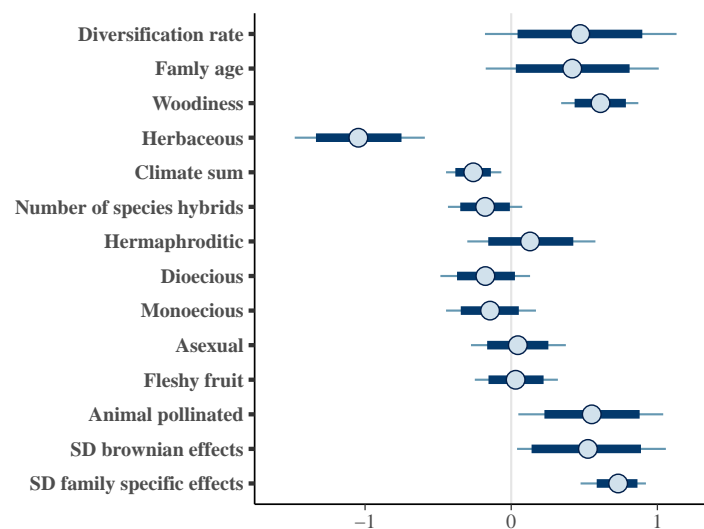 Diversification rate
Famly age
Woodiness
Herbaceous
Climate sum
Number of species hybrids
Hermaphroditic
Dioecious
Monoecious
Asexual
Fleshy fruit
Animal pollinated
SD brownian effects
SD family specific effects
−1 0 1